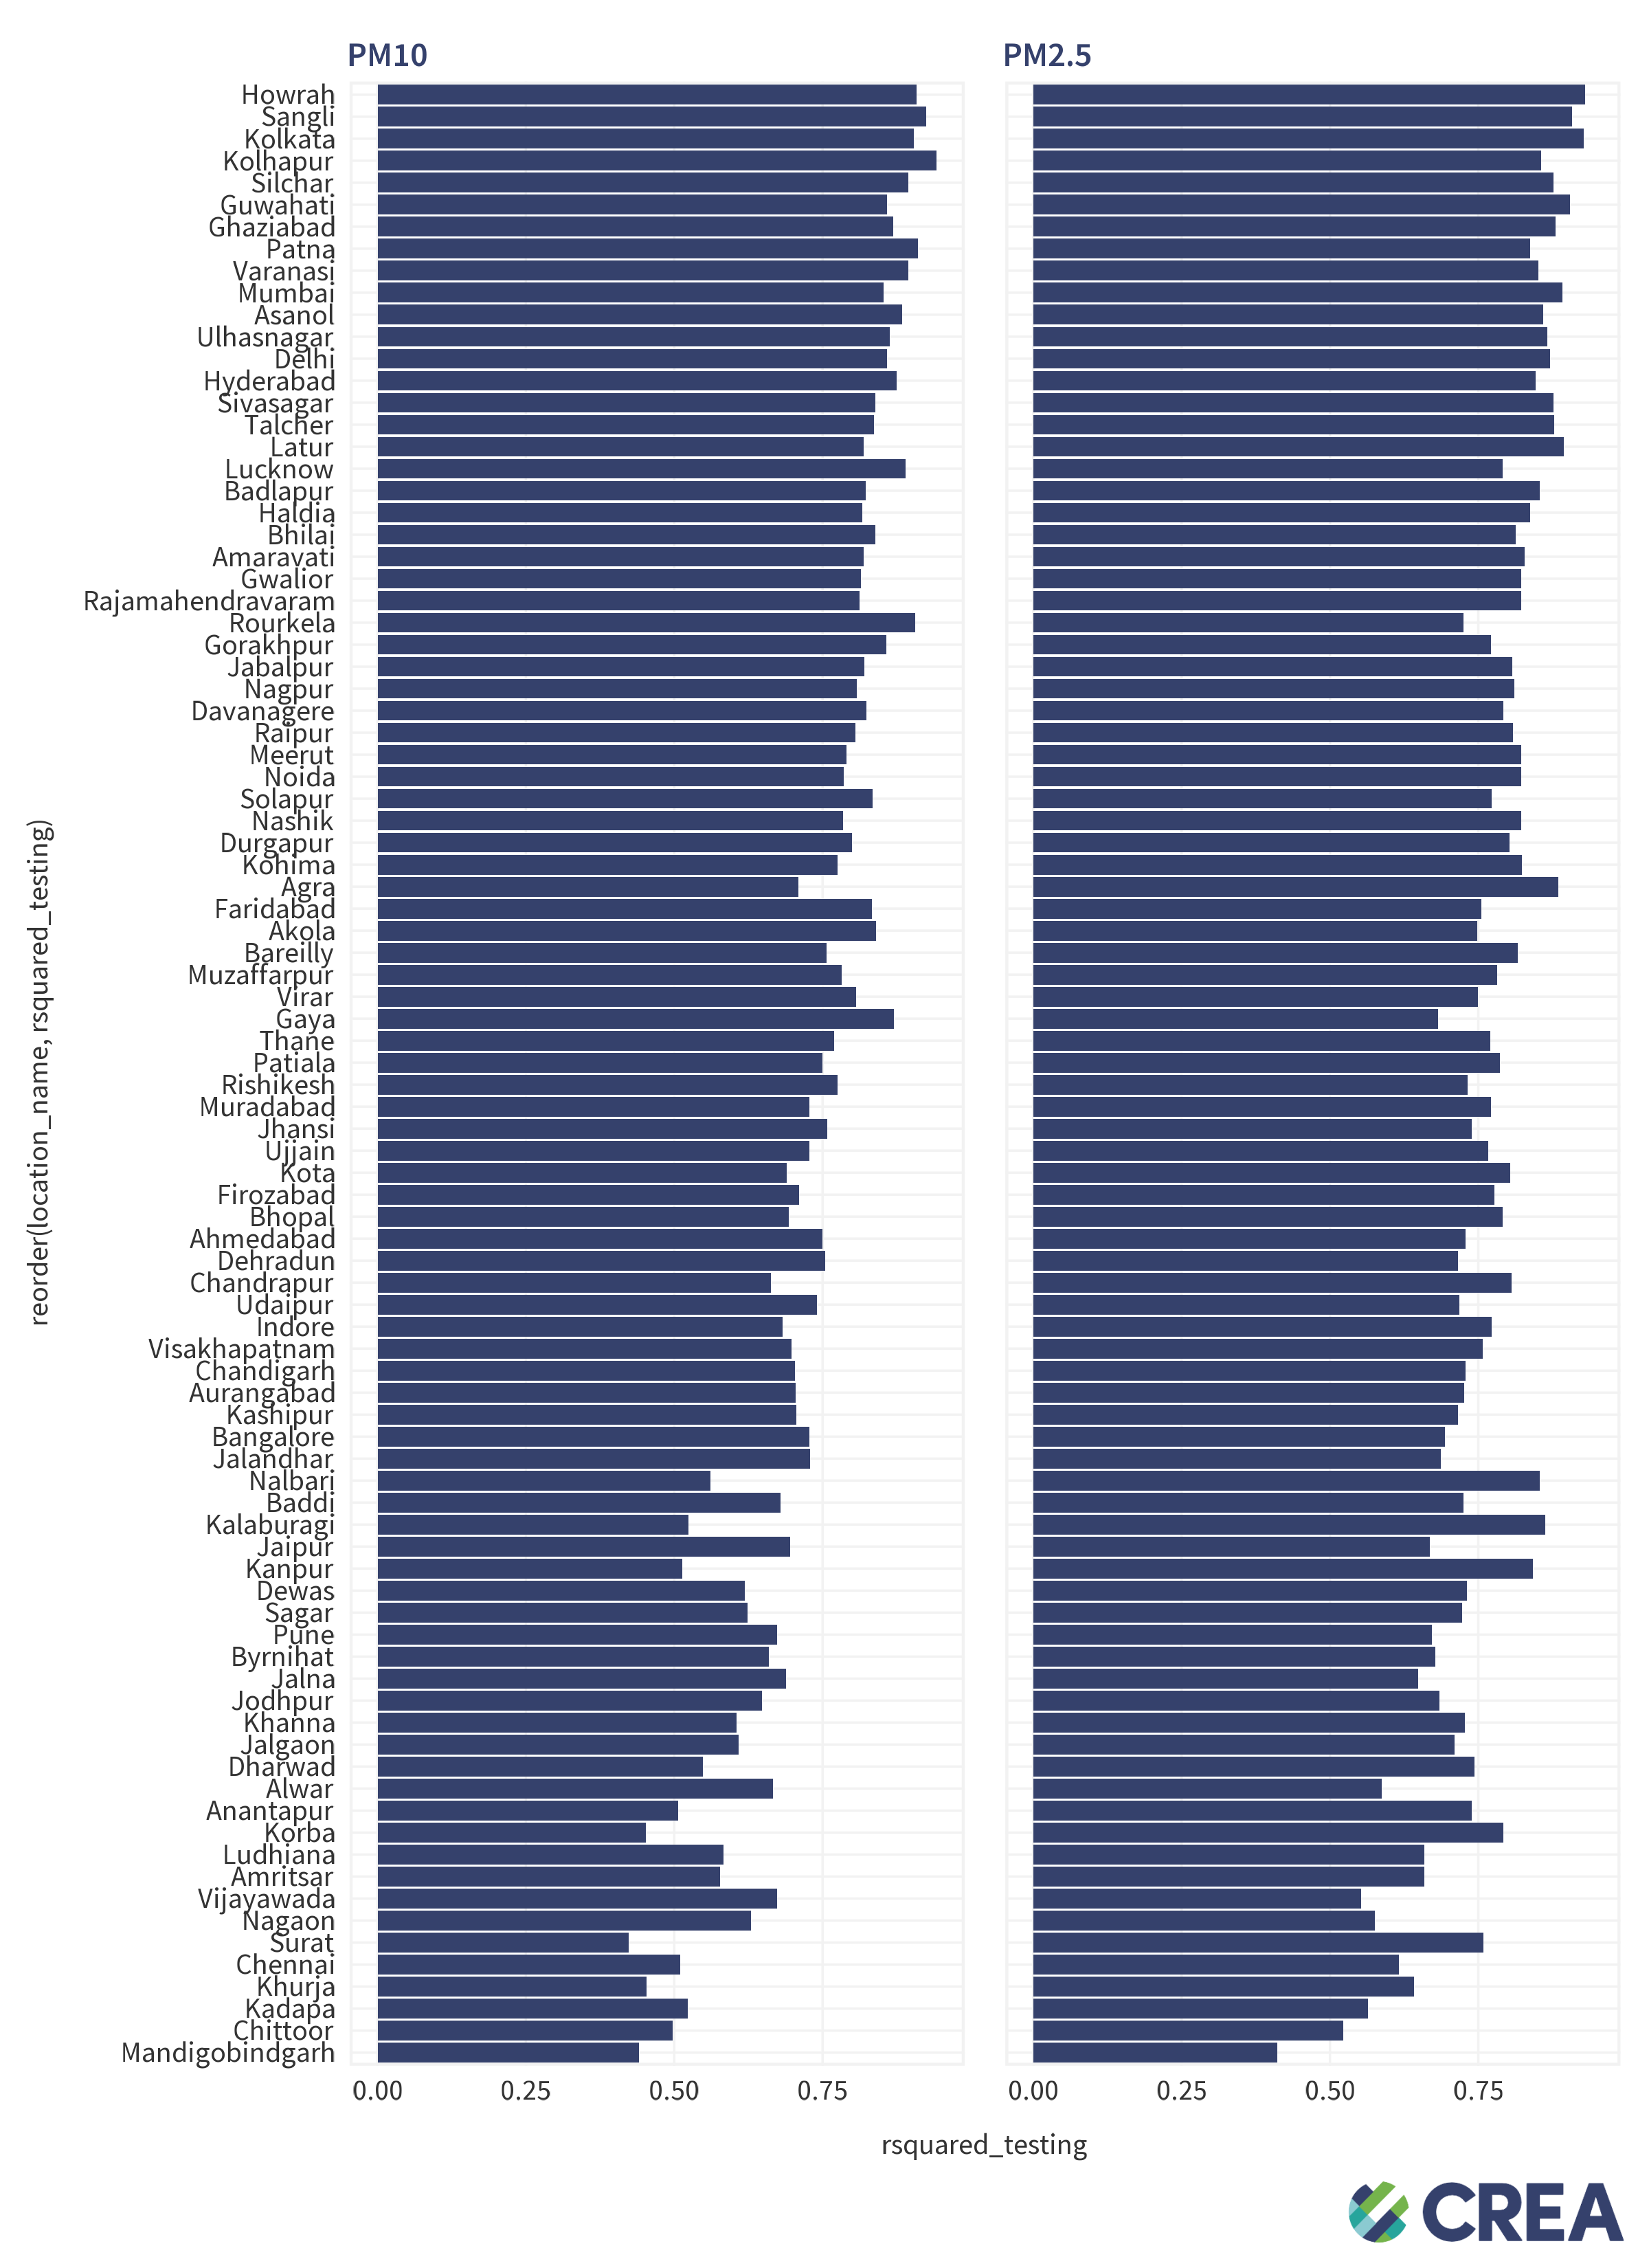 PM10
PM2.5
Howrah
Sangli
Kolkata
Kolhapur
Silchar
Guwahati
Ghaziabad
Patna
Varanasi
Mumbai
Asanol
Ulhasnagar
Delhi
Hyderabad
Sivasagar
Talcher
Latur
Lucknow
Badlapur
Haldia
Bhilai
Amaravati
Gwalior
Rajamahendravaram
Rourkela
Gorakhpur
Jabalpur
Nagpur
Davanagere
Raipur
Meerut
Noida
Solapur
Nashik
Durgapur
Kohima
Agra
Faridabad
Akola
Bareilly
Muzaffarpur
Virar
Gaya
Thane
Patiala
Rishikesh
Muradabad
Jhansi
Ujjain
Kota
Firozabad
Bhopal
Ahmedabad
Dehradun
Chandrapur
Udaipur
Indore
Visakhapatnam
Chandigarh
Aurangabad
Kashipur
Bangalore
Jalandhar
Nalbari
Baddi
Kalaburagi
Jaipur
Kanpur
Dewas
Sagar
Pune
Byrnihat
Jalna
Jodhpur
Khanna
Jalgaon
Dharwad
Alwar
Anantapur
Korba
Ludhiana
Amritsar
Vijayawada
Nagaon
Surat
Chennai
Khurja
Kadapa
Chittoor
Mandigobindgarh
reorder(location_name, rsquared_testing)
0.00 0.25 0.50 0.75
0.00 0.25 0.50 0.75
rsquared_testing
CREA